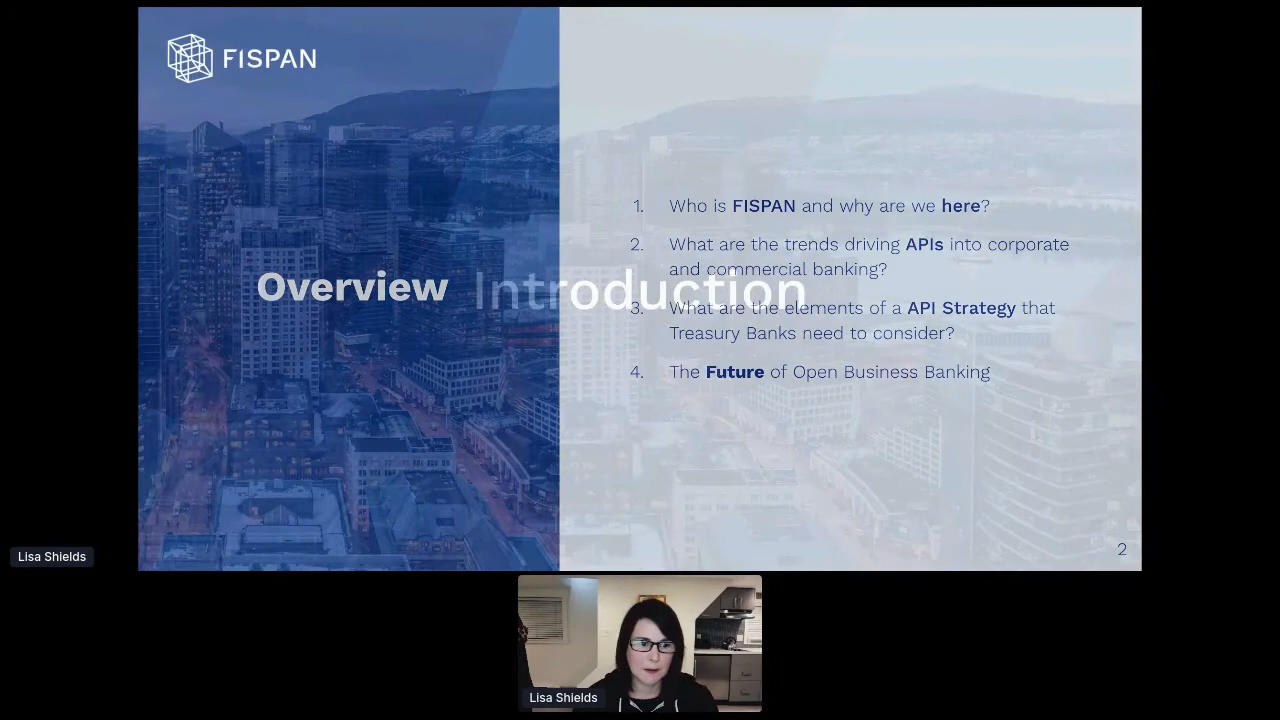 FISPAN
Overview
Introduction
1. Who is FISPAN and why are we here?
2. What are the trends driving APIs into corporate
and commercial banking?
3. What are the elements of a API Strategy that
Treasury Banks need to consider?
4. The Future of Open Business Banking
2
Lisa Shields
Lisa Shields